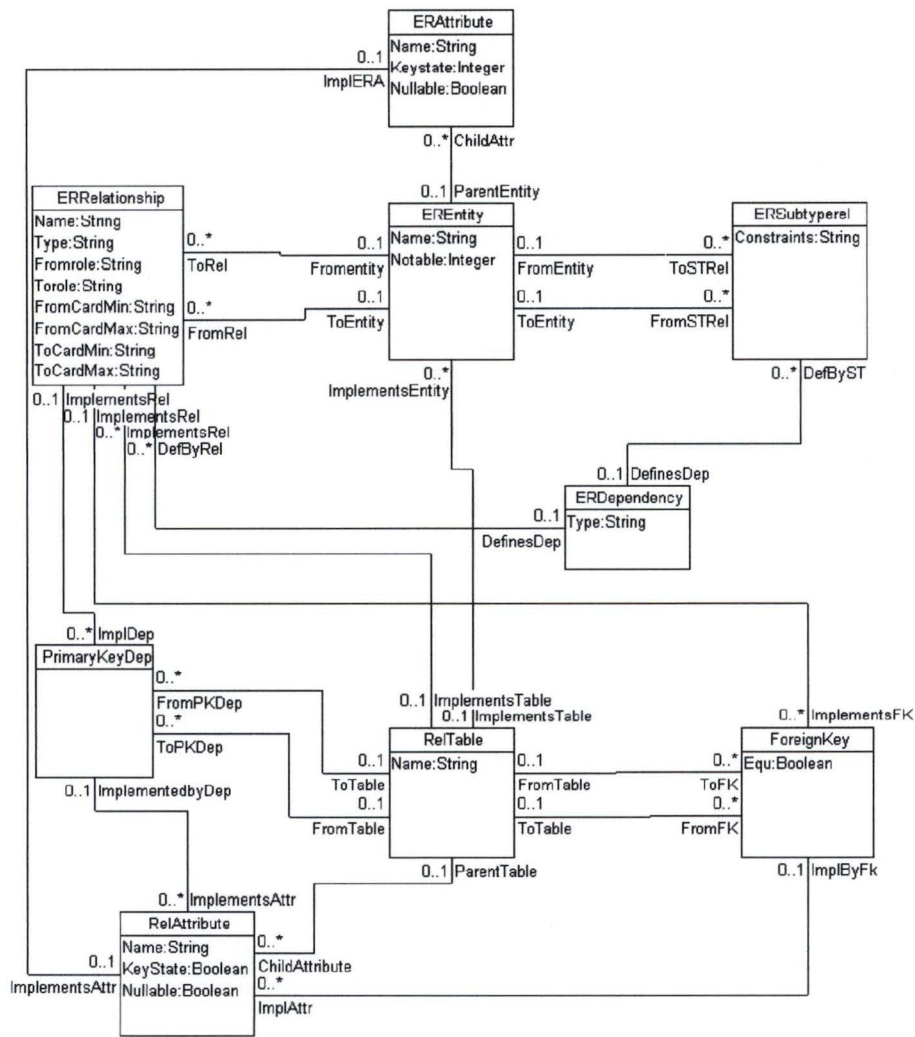 ERAttribute
Name:String
Keystate:Integer
Nullable:Boolean
0..1
ImplERA
0..* ChildAttr
0..1 ParentEntity
ERRelationship
Name:String
Type:String
Fromrole:String
Torole:String
FromCardMin:String
FromCardMax:String
ToCardMin:String
ToCardMax:String
0..*
ToRel
0..*
FromRel
0..1
Fromentity
0..1
ToEntity
EREntity
Name:String
Notable:Integer
0..1
FromEntity
0..1
ToEntity
0..*
ToSTRel
0..*
FromSTRel
ERSubtyperel
Constraints:String
0..*
ImplementsEntity
0..* DefByST
0..1 ImplementsRel
0..1 ImplementsRel
0..* ImplementsRel
0..* DefByRel
0..1 DefinesDep
ERDependency
Type:String
0..1
DefinesDep
0..* ImplDep
PrimaryKeyDep
0..*
FromPKDep
0..*
ToPKDep
0..1 ImplementsTable
0..1 ImplementsTable
0..* ImplementsFK
RelTable
Name:String
0..1
ToTable
0..1
FromTable
0..1
FromTable
0..1
ToTable
0..*
ToFK
0..*
FromFK
ForeignKey
Equ:Boolean
0..1 ImplementedbyDep
0..1 ParentTable
0..1 ImplByFk
0..* ImplementsAttr
RelAttribute
Name:String
KeyState:Boolean
Nullable:Boolean
0..1
ImplementsAttr
0..*
ChildAttribute
0..*
ImplAttr